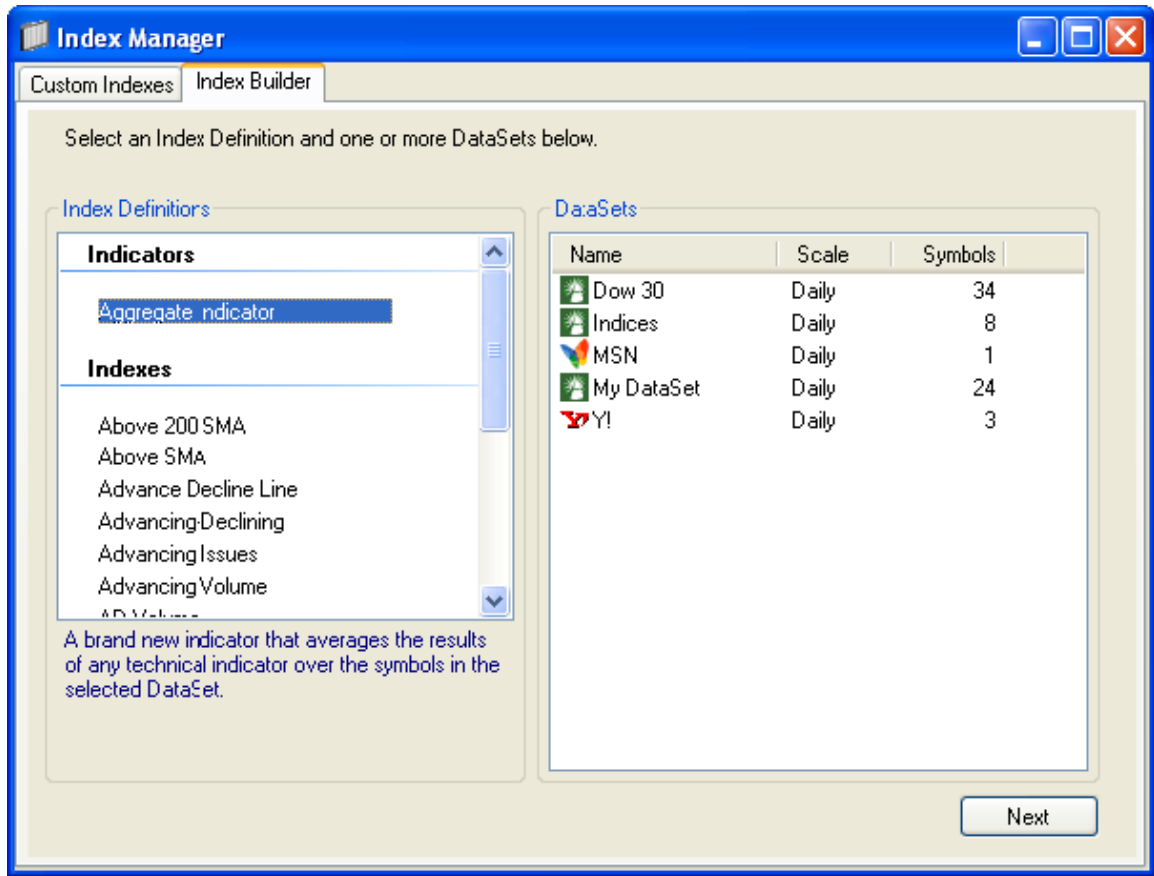 Index Manager
Custom Indexes
Index Builder
Select an Index Definition and one or more DataSets below.
Index Definitions
Indicators
Aggregate ndicator
Indexes
Above 200 SMA
Above SMA
Advance Decline Line
Advancing-Declining
Advancing Issues
Advancing Volume
A brand new indicator that averages the results
of any technical indicator over the symbols in the
selected DataSet.
DataSets
Name Scale Symbols
Dow 30 Daily 34
Indices Daily 8
MSN Daily 1
My DataSet Daily 24
Y! Daily 3
Next